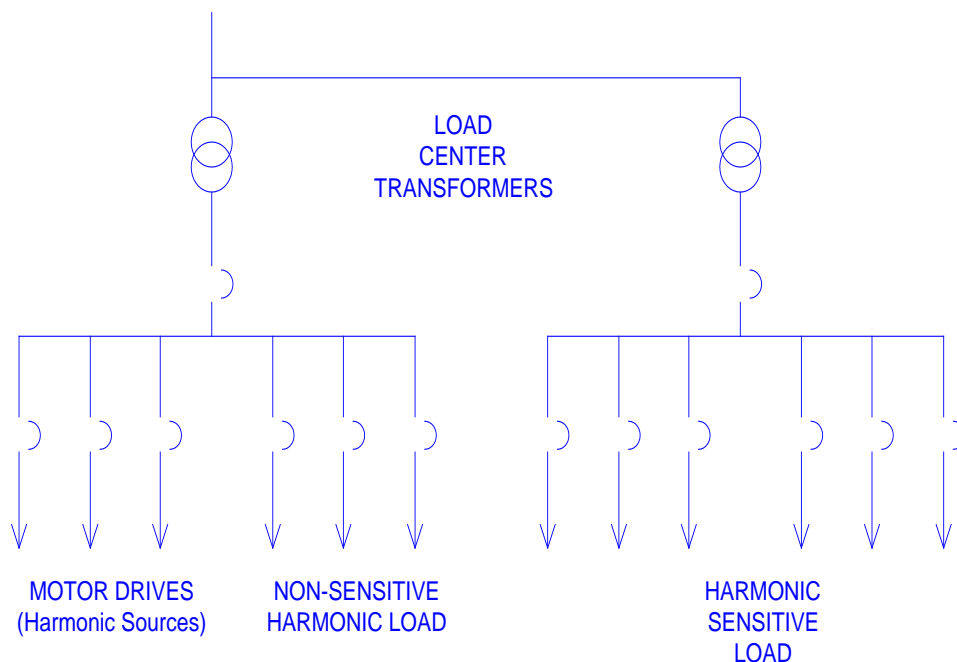 LOAD
CENTER
TRANSFORMERS
MOTOR DRIVES
(Harmonic Sources)
NON-SENSITIVE
HARMONIC LOAD
HARMONIC
SENSITIVE
LOAD